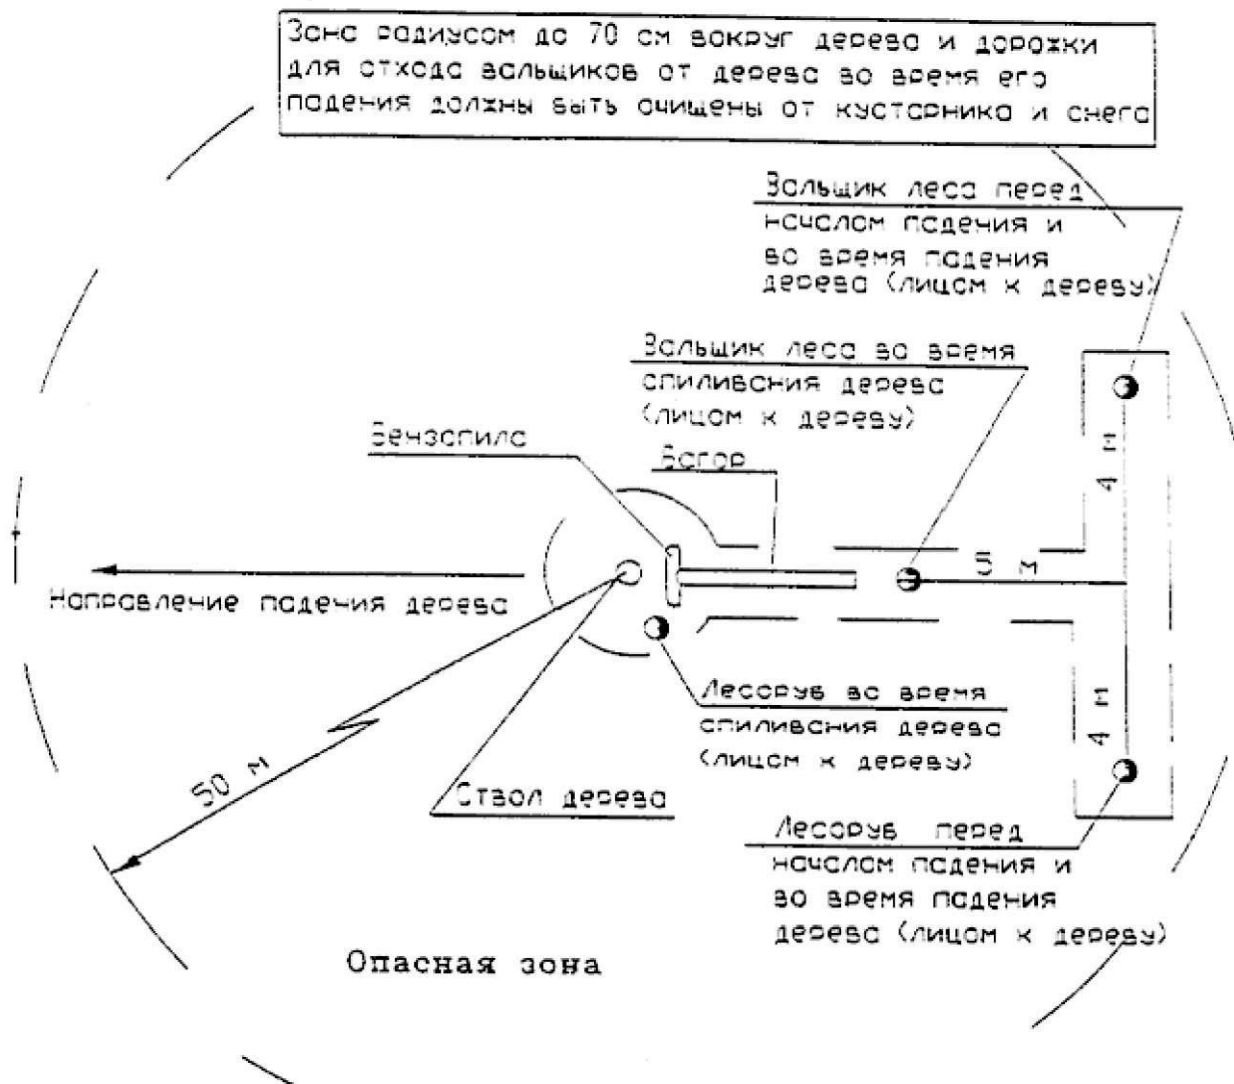 Зона радиусом до 70 см вокруг дерева и дорожки
для отхода вальщиков от дерева во время его
падения должны быть очищены от кустарника и снега
Вальщик леса перед
началом падения и
во время падения
дерева (лицом к дереву)
Вальщик леса во время
спиливания дерева
(лицом к дереву)
Бензопила
Багор
4 м
5 м
Направление падения дерева
Лесоруб во время
спиливания дерева
(лицом к дереву)
4 м
50 м
Ствол дерева
Лесоруб перед
началом падения и
во время падения
дерева (лицом к дереву)
Опасная зона